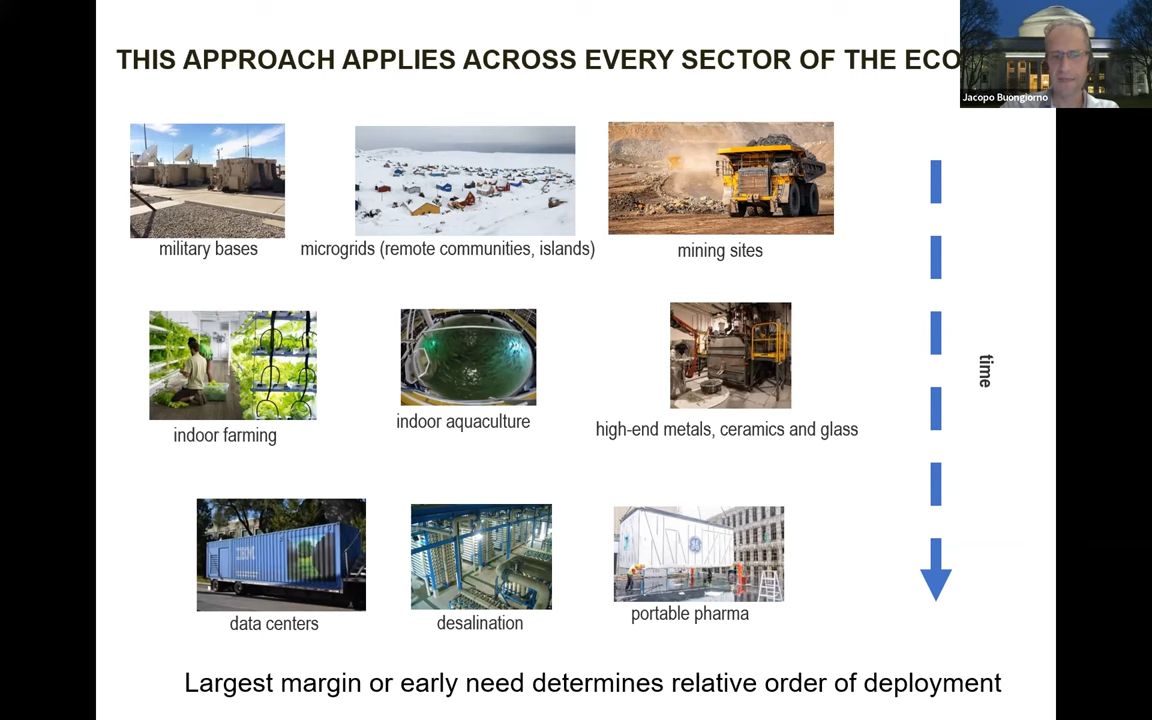 THIS APPROACH APPLIES ACROSS EVERY SECTOR OF THE ECO
Jacopo Buongiorno
military bases
microgrids (remote communities, islands)
mining sites
time
indoor farming
indoor aquaculture
high-end metals, ceramics and glass
IBM
data centers
desalination
portable pharma
Largest margin or early need determines relative order of deployment